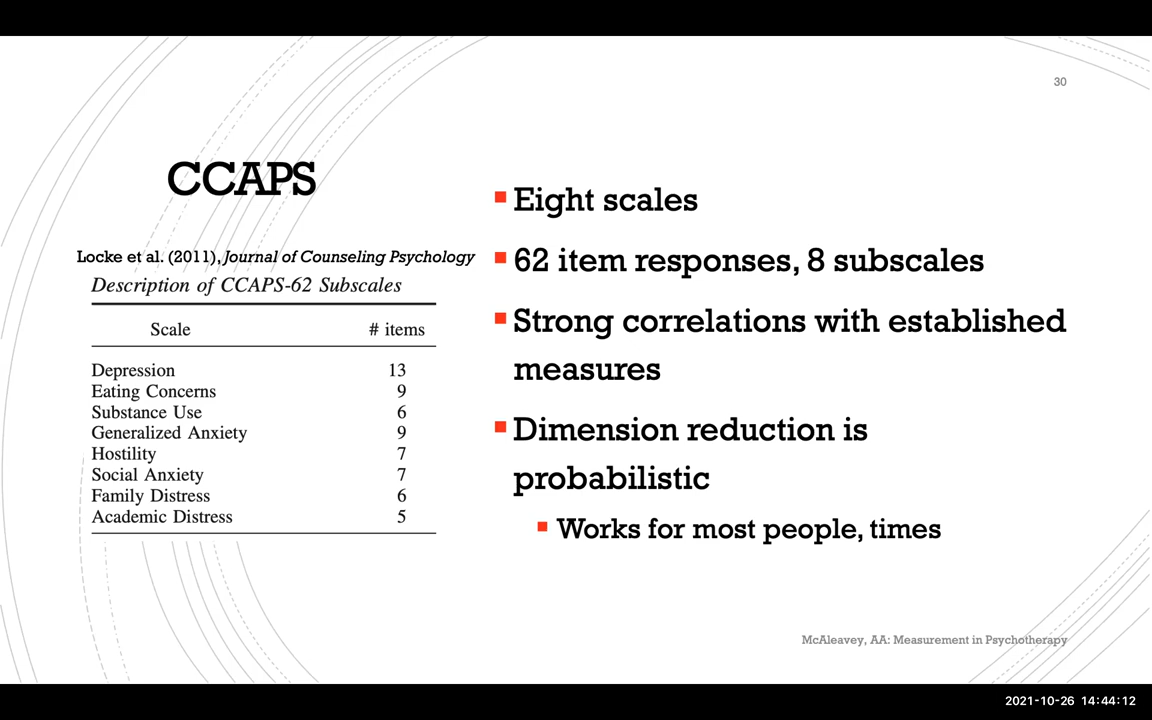 30
CCAPS
Locke et al. (2011), Journal of Counseling Psychology
Description of CCAPS-62 Subscales
Scale # items
Depression 13
Eating Concerns 9
Substance Use 6
Generalized Anxiety 9
Hostility 7
Social Anxiety 7
Family Distress 6
Academic Distress 5
Eight scales
62 item responses, 8 subscales
Strong correlations with established
measures
Dimension reduction is
probabilistic
Works for most people, times
McAleavey, AA: Measurement in Psychotherapy
2021-10-26 14:44:12